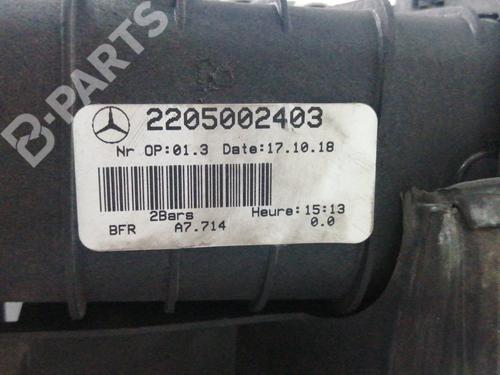 B-PARTS
2205002403
Nr OP:01.3 Date:17.10.18
2Bars Heure:15:13
BFR A7.714 0.0